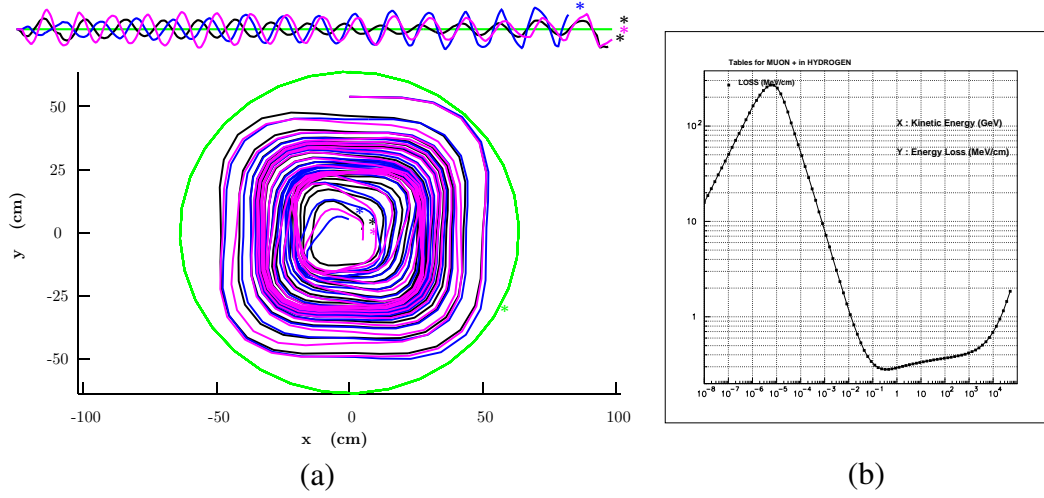 50
25
0
-25
-50
y (cm)
-100
-50
0
50
100
x (cm)
(a)
Tables for MUON + in HYDROGEN
LOSS (MeV/cm)
X : Kinetic Energy (GeV)
Y : Energy Loss (MeV/cm)
10²
10
1
10⁻⁸ 10⁻⁷ 10⁻⁶ 10⁻⁵ 10⁻⁴ 10⁻³ 10⁻² 10⁻¹ 1 10 10² 10³ 10⁴
(b)